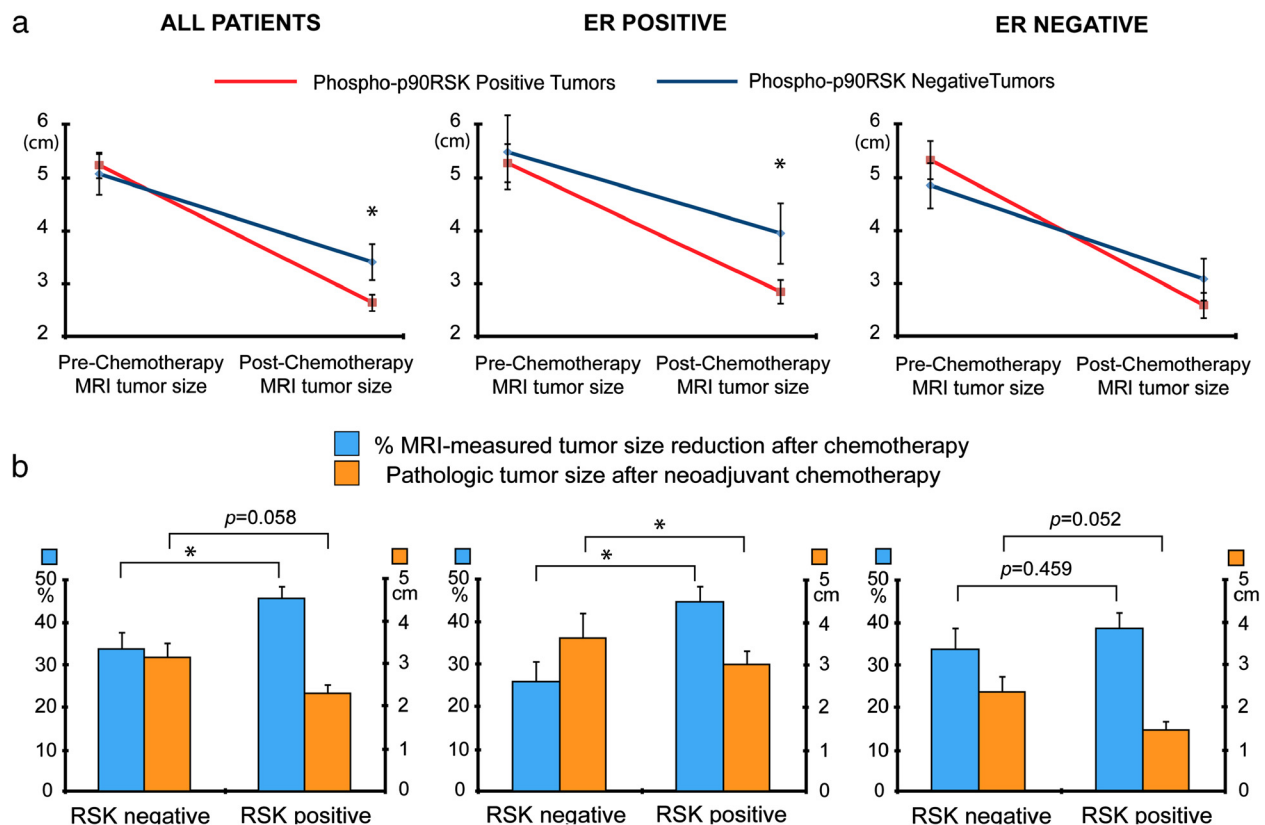 a
ALL PATIENTS
ER POSITIVE
ER NEGATIVE
Phospho-p90RSK Positive Tumors
Phospho-p90RSK NegativeTumors
6
(cm)
5
4
3
2
Pre-Chemotherapy
MRI tumor size
Post-Chemotherapy
MRI tumor size
*
6
(cm)
5
4
3
2
Pre-Chemotherapy
MRI tumor size
Post-Chemotherapy
MRI tumor size
*
6
(cm)
5
4
3
2
Pre-Chemotherapy
MRI tumor size
Post-Chemotherapy
MRI tumor size
b
% MRI-measured tumor size reduction after chemotherapy
Pathologic tumor size after neoadjuvant chemotherapy
p=0.058
*
50
%
40
30
20
10
0
5
cm
4
3
2
1
0
RSK negative
RSK positive
*
*
50
%
40
30
20
10
0
5
cm
4
3
2
1
0
RSK negative
RSK positive
p=0.052
p=0.459
50
%
40
30
20
10
0
5
cm
4
3
2
1
0
RSK negative
RSK positive